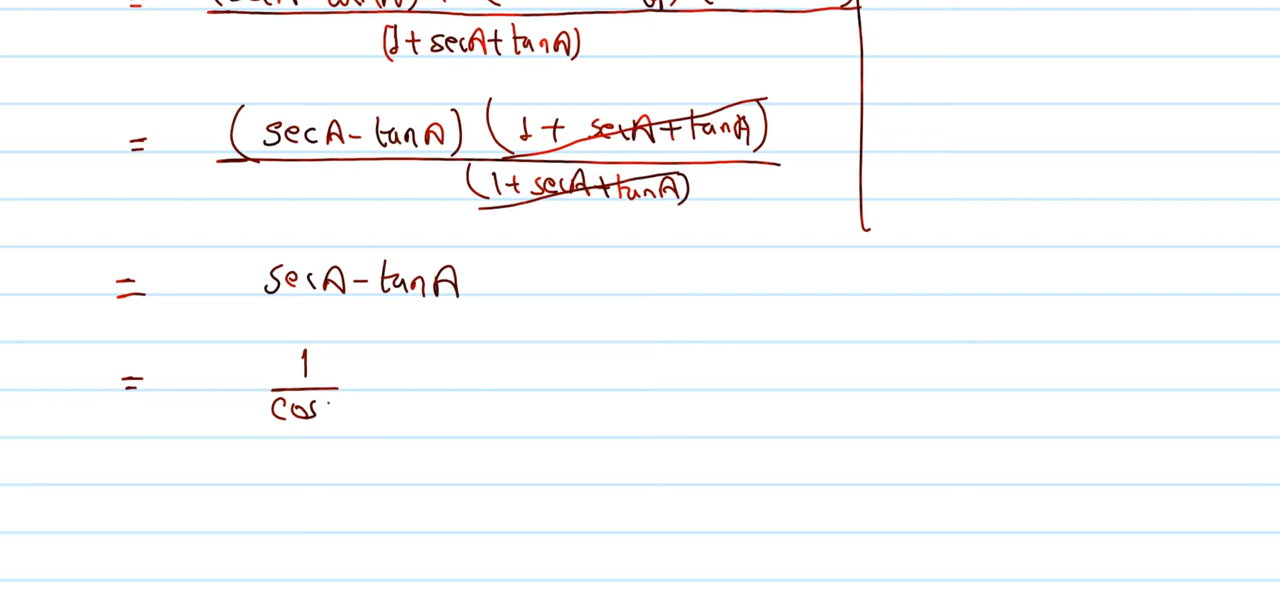 (1 + secA + tanA)
= (secA - tanA) (1 + secA + tanA)
(1 + secA + tanA)
= secA - tanA
= 1
cos